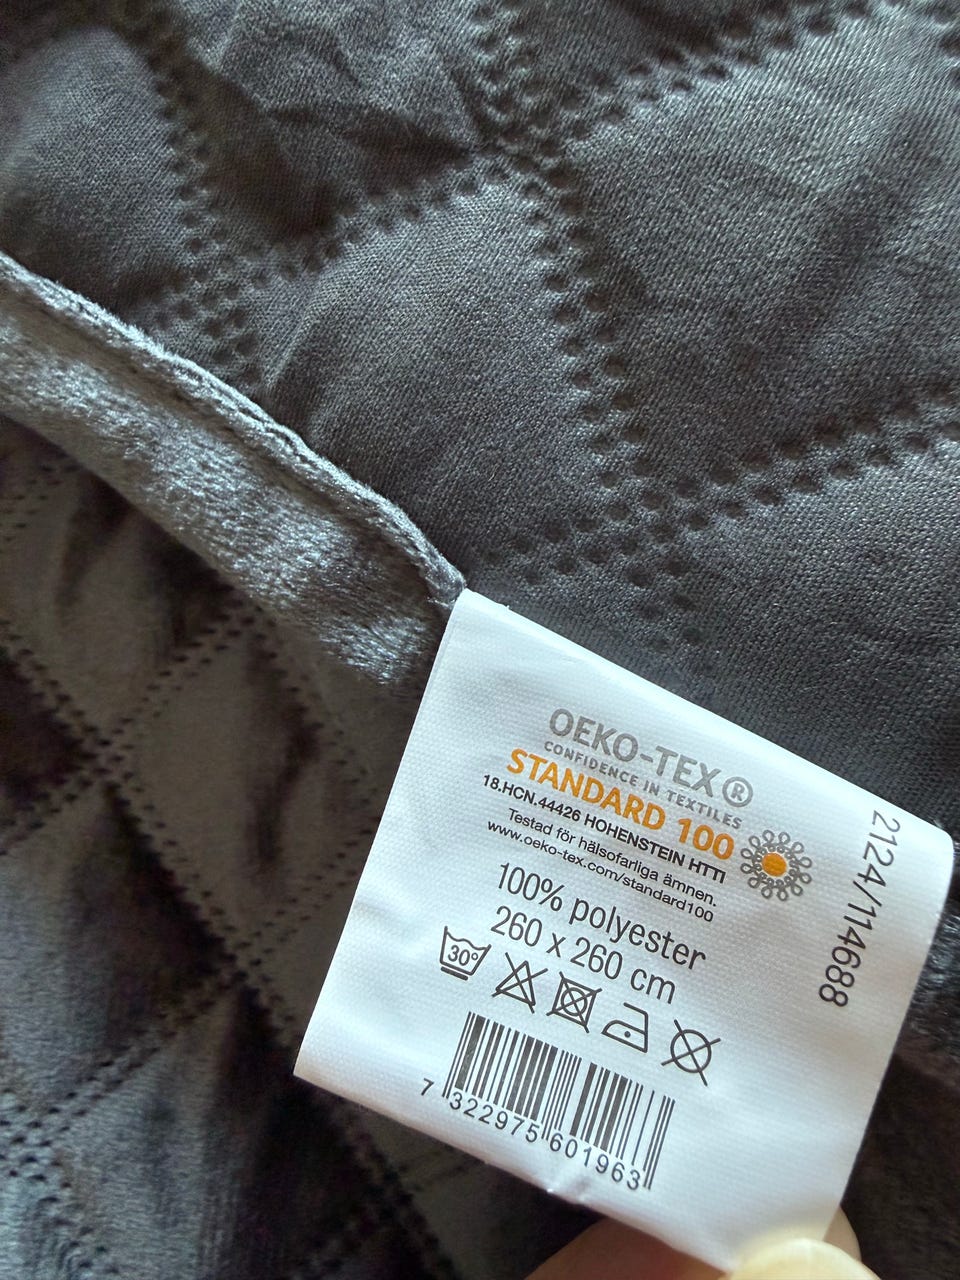 OEKO-TEX®
CONFIDENCE IN TEXTILES
STANDARD 100
18.HCN.44426 HOHENSTEIN HTTI
Testad för hälsofarliga ämnen.
www.oeko-tex.com/standard100
100% polyester
260 x 260 cm
30°
7 322975 601963
2124/114688